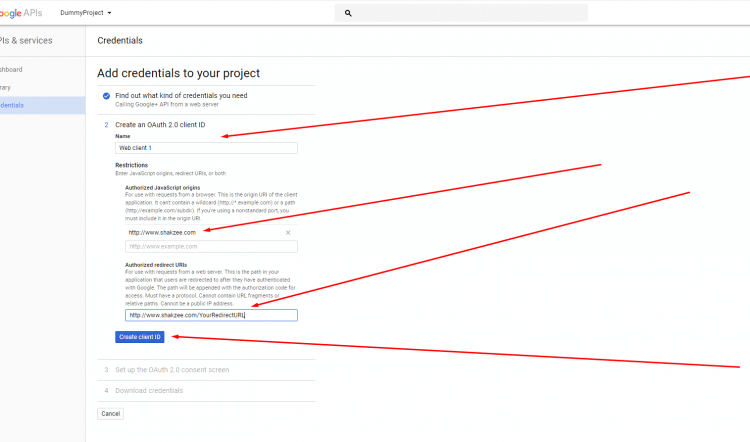 oogle APIs
DummyProject
PIs & services
Credentials
shboard
rary
edentials
Add credentials to your project
Find out what kind of credentials you need
Calling Google+ API from a web server
2 Create an OAuth 2.0 client ID
Name
Web client 1
Restrictions
Enter JavaScript origins, redirect URIs, or both
Authorized JavaScript origins
For use with requests from a browser. This is the origin URI of the client
application. It can't contain a wildcard (http://*.example.com) or a path
(http://example.com/subdir). If you're using a nonstandard port, you
must include it in the origin URI.
http://www.shakzee.com
http://www.example.com
Authorized redirect URIs
For use with requests from a web server. This is the path in your
application that users are redirected to after they have authenticated
with Google. The path will be appended with the authorization code for
access. Must have a protocol. Cannot contain URL fragments or
relative paths. Cannot be a public IP address.
http://www.shakzee.com/YourRedirectURL
Create client ID
3 Set up the OAuth 2.0 consent screen
4 Download credentials
Cancel